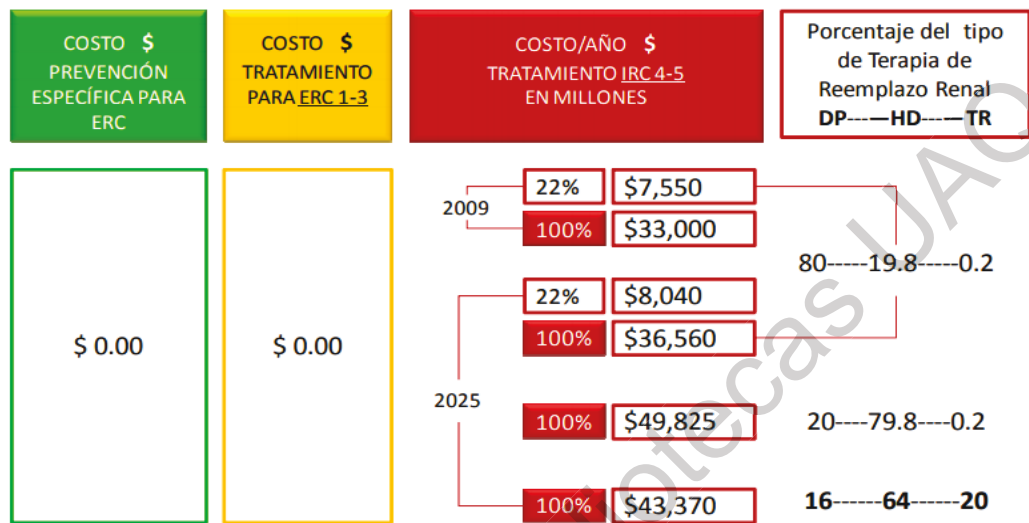 COSTO $
PREVENCIÓN
ESPECÍFICA PARA
ERC
COSTO $
TRATAMIENTO
PARA ERC 1-3
COSTO/AÑO $
TRATAMIENTO IRC 4-5
EN MILLONES
Porcentaje del tipo
de Terapia de
Reemplazo Renal
DP---—HD---—TR
$ 0.00
$ 0.00
2009
22% $7,550
100% $33,000
80-----19.8-----0.2
2025
22% $8,040
100% $36,560
100% $49,825
20----79.8----0.2
100% $43,370
16------64------20